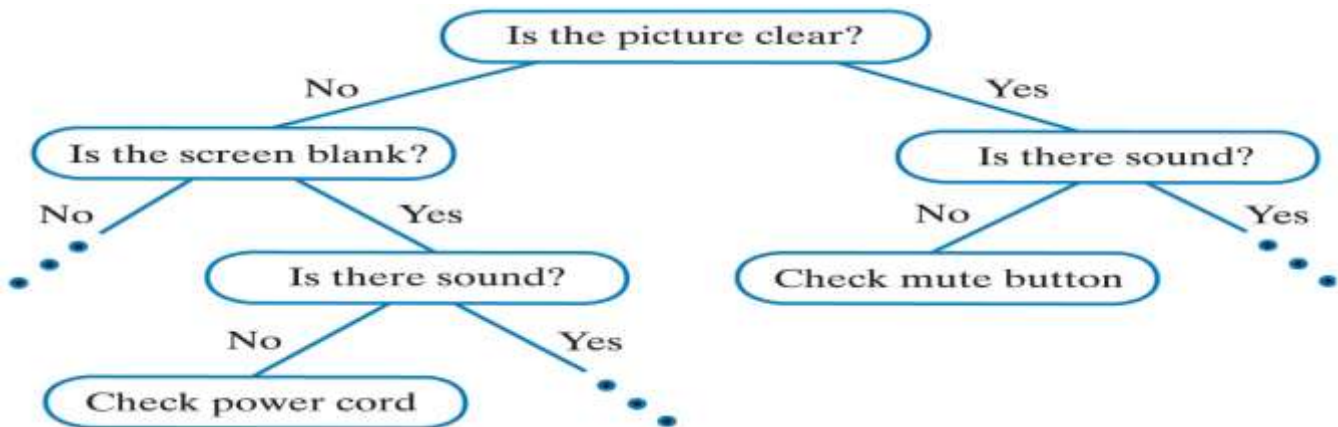 Is the picture clear?
No
Yes
Is the screen blank?
Is there sound?
No
Yes
No
Yes
Is there sound?
Check mute button
No
Yes
Check power cord